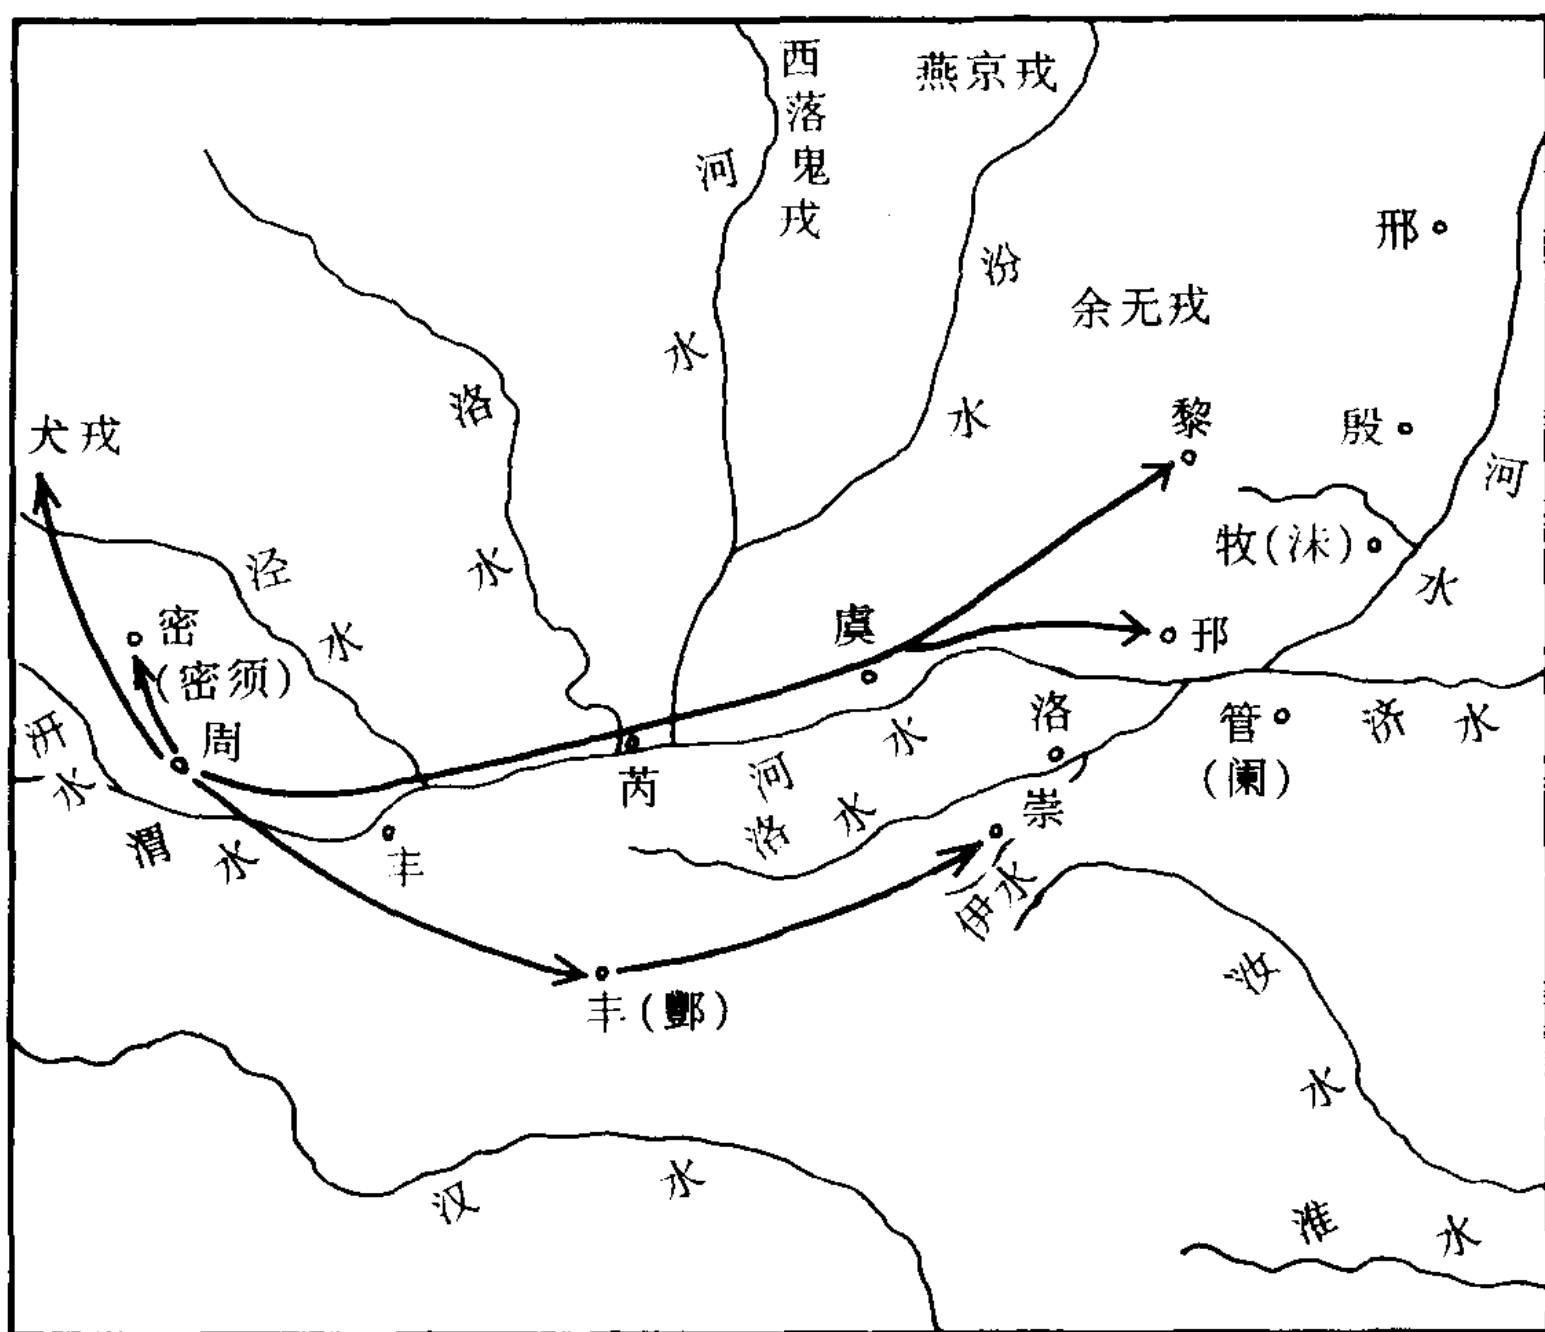 西落鬼戎
燕京戎
河水
汾水
邢
余无戎
洛水
犬戎
黎
殷
河水
牧(沬)
泾水
密
(密须)
虞
邘
汧水
周
洛
管
(阑)
济水
芮
河水
洛水
崇
渭水
丰
伊水
丰(酆)
汝水
汉水
淮水